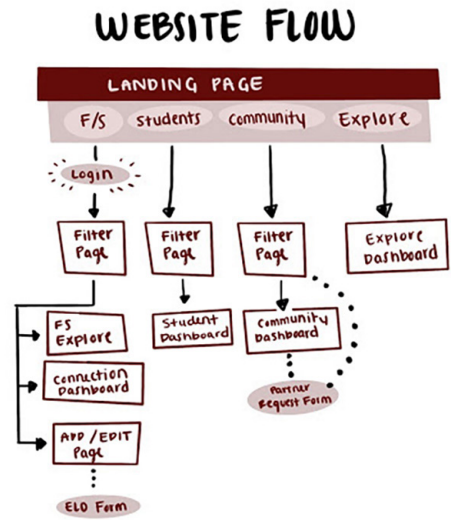 WEBSITE FLOW
LANDING PAGE
F/S Students Community Explore
Login
Filter
Page
Filter
Page
Filter
Page
Explore
Dashboard
FS
Explore
Student
Dashboard
Community
Dashboard
Connection
Dashboard
Partner
Request Form
ADD/EDIT
Page
ELO Form